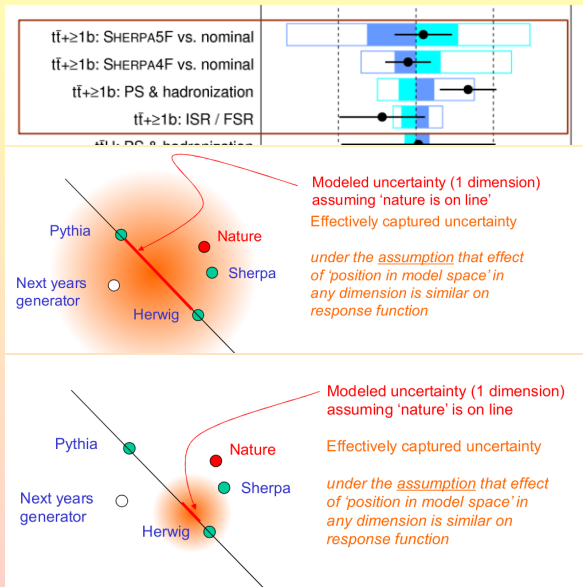 tt̄+≥1b: SHERPA5F vs. nominal
tt̄+≥1b: SHERPA4F vs. nominal
tt̄+≥1b: PS & hadronization
tt̄+≥1b: ISR / FSR
tt̄H: PS & hadronization
Modeled uncertainty (1 dimension)
assuming ‘nature is on line’
Effectively captured uncertainty
under the assumption that effect
of ‘position in model space’ in
any dimension is similar on
response function
Pythia
Nature
Sherpa
Next years
generator
Herwig
Modeled uncertainty (1 dimension)
assuming ‘nature’ is on line
Effectively captured uncertainty
under the assumption that effect
of ‘position in model space’ in
any dimension is similar on
response function
Pythia
Nature
Sherpa
Next years
generator
Herwig